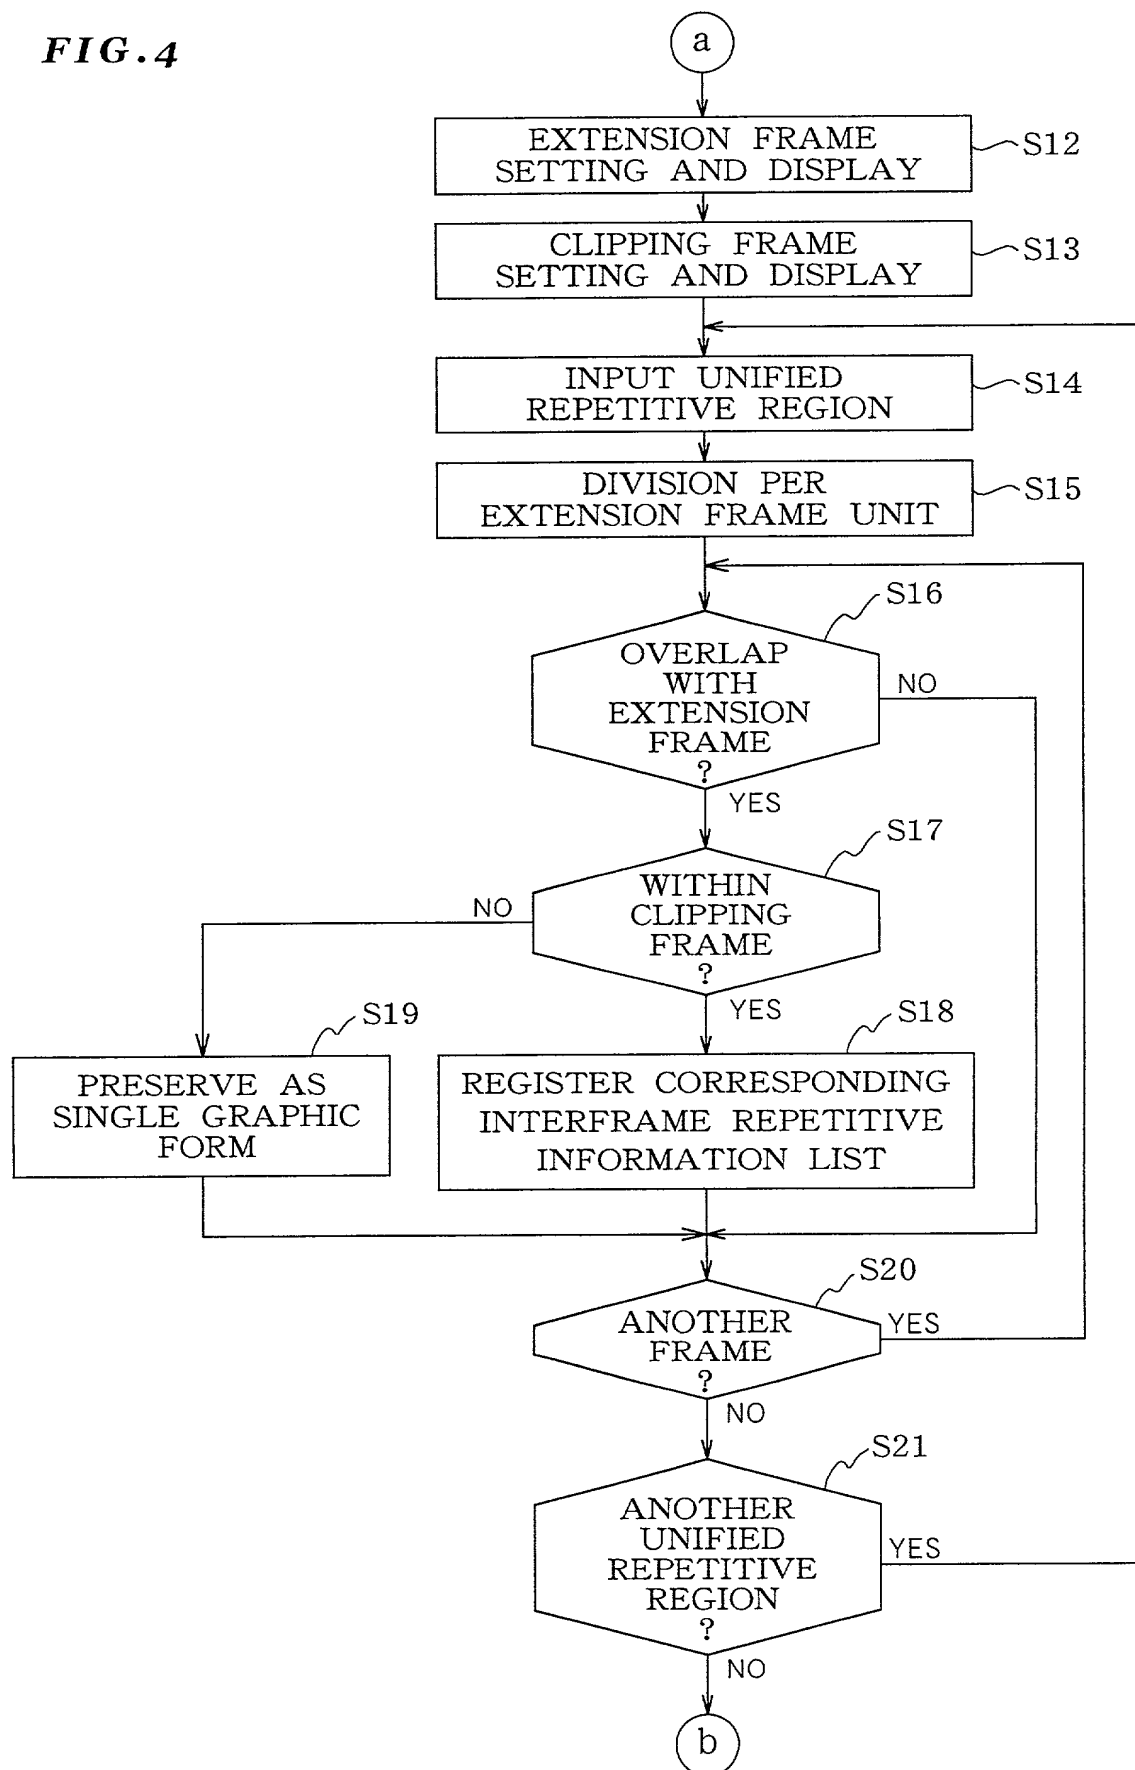 FIG.4
a
EXTENSION FRAME
SETTING AND DISPLAY
S12
CLIPPING FRAME
SETTING AND DISPLAY
S13
INPUT UNIFIED
REPETITIVE REGION
S14
DIVISION PER
EXTENSION FRAME UNIT
S15
S16
OVERLAP
WITH
EXTENSION
FRAME
?
NO
YES
S17
WITHIN
CLIPPING
FRAME
?
NO
YES
S19
PRESERVE AS
SINGLE GRAPHIC
FORM
S18
REGISTER CORRESPONDING
INTERFRAME REPETITIVE
INFORMATION LIST
S20
ANOTHER
FRAME
?
YES
NO
S21
ANOTHER
UNIFIED
REPETITIVE
REGION
?
YES
NO
b